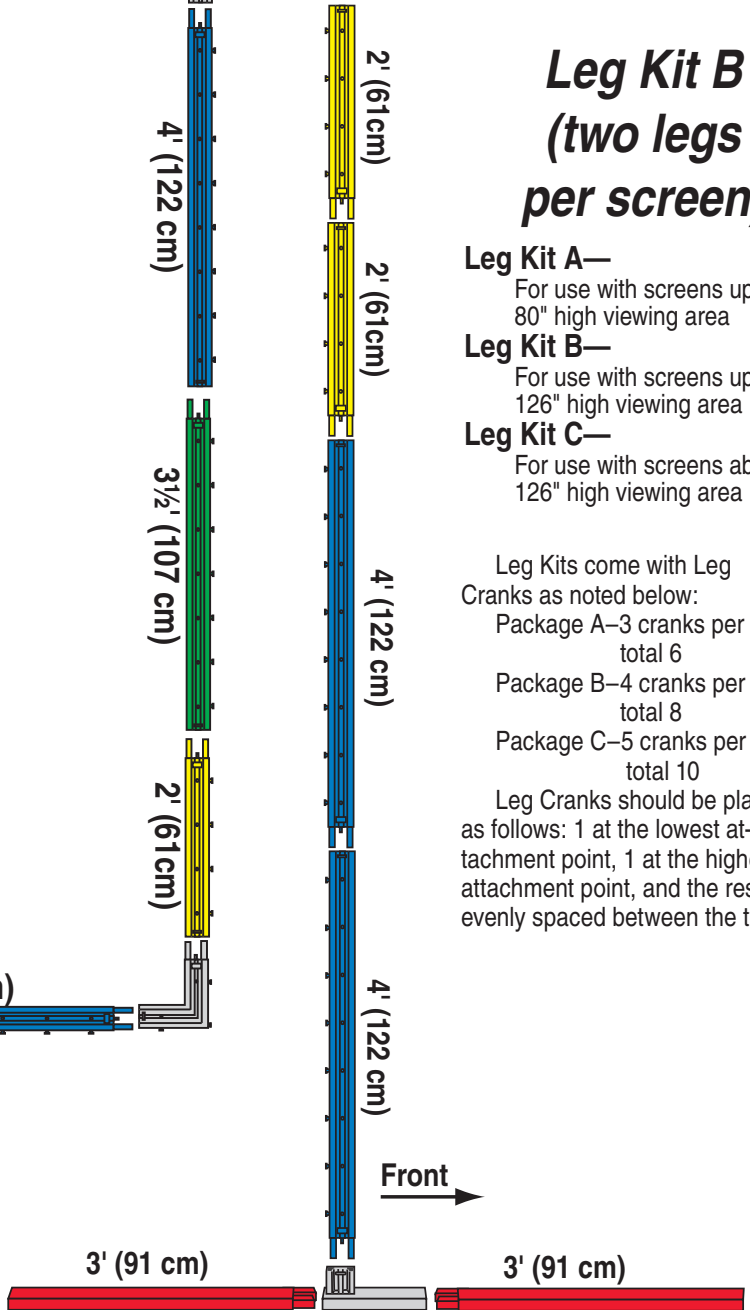 4' (122 cm)
3½' (107 cm)
2' (61cm)
2' (61cm)
2' (61cm)
4' (122 cm)
4' (122 cm)
Front
3' (91 cm)
3' (91 cm)
Leg Kit B
(two legs
per screen)
Leg Kit A—
For use with screens up
80" high viewing area
Leg Kit B—
For use with screens up
126" high viewing area
Leg Kit C—
For use with screens ab
126" high viewing area
Leg Kits come with Leg
Cranks as noted below:
Package A–3 cranks per
total 6
Package B–4 cranks per
total 8
Package C–5 cranks per
total 10
Leg Cranks should be pla
as follows: 1 at the lowest at-
tachment point, 1 at the highe
attachment point, and the res
evenly spaced between the t